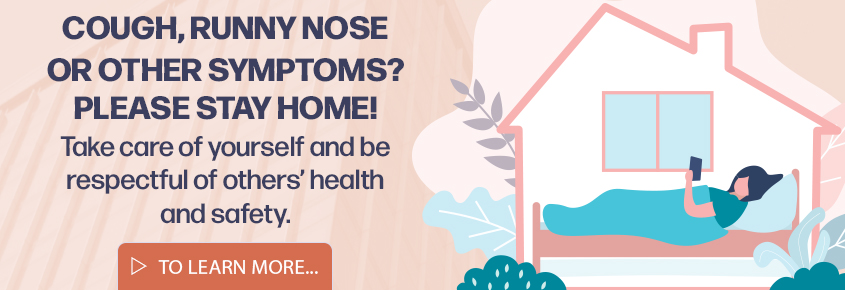 COUGH, RUNNY NOSE
OR OTHER SYMPTOMS?
PLEASE STAY HOME!
Take care of yourself and be
respectful of others’ health
and safety.
TO LEARN MORE...